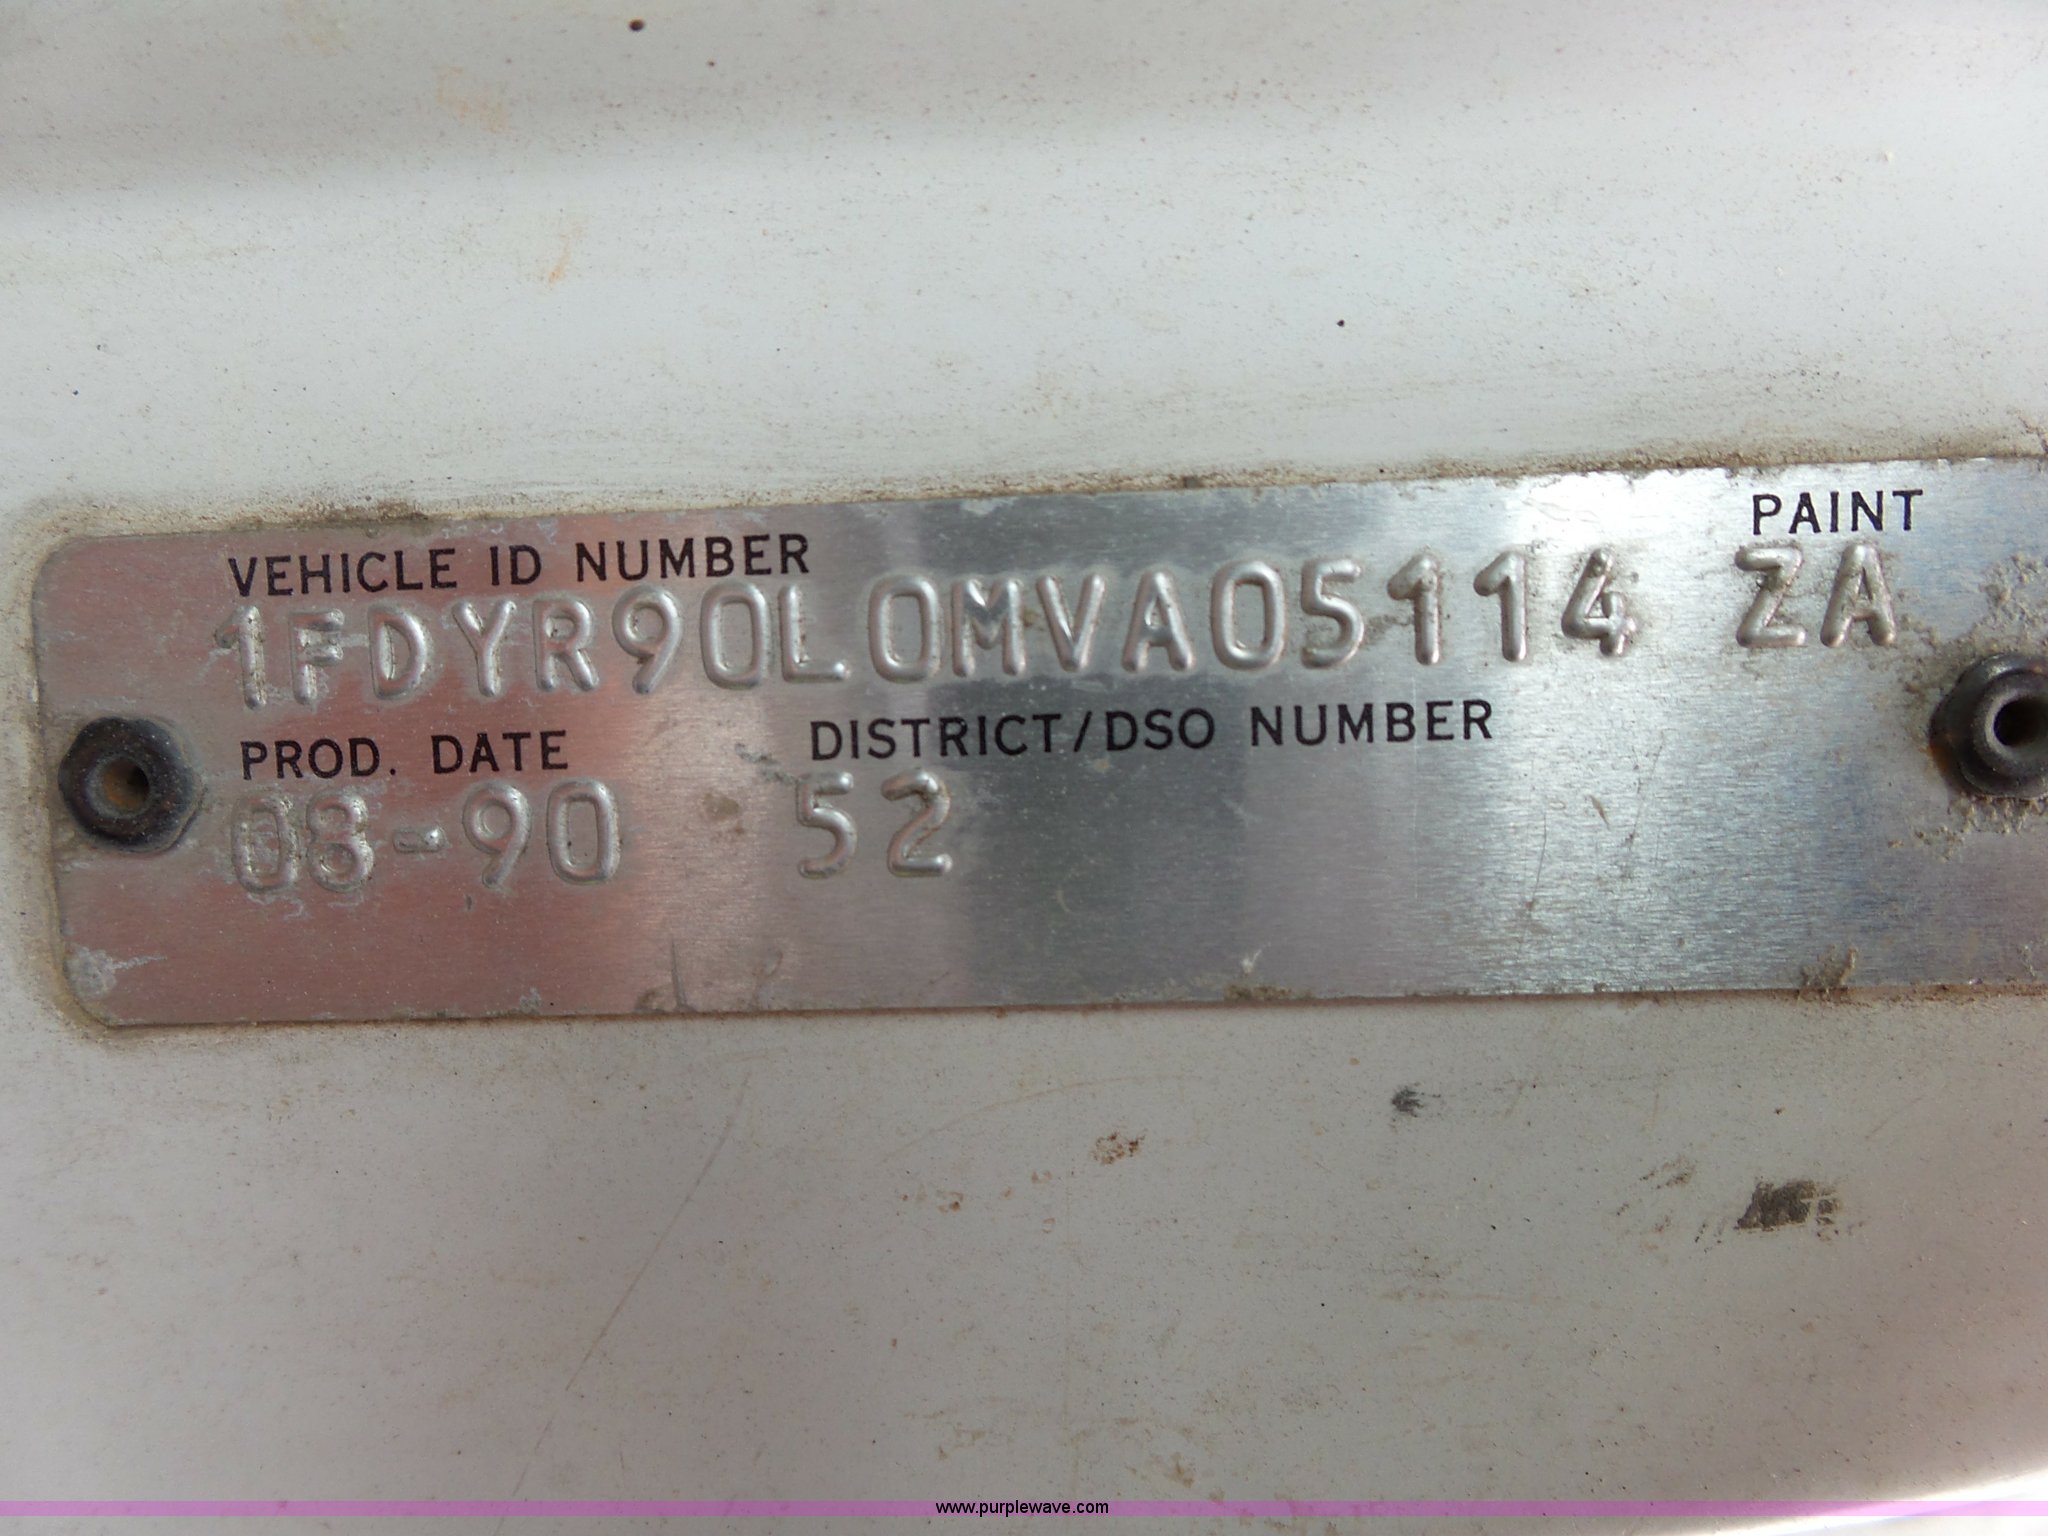 PAINT
VEHICLE ID NUMBER
1FDYR90L0MVA05114 ZA
PROD. DATE DISTRICT/DSO NUMBER
08-90 52
www.purplewave.com